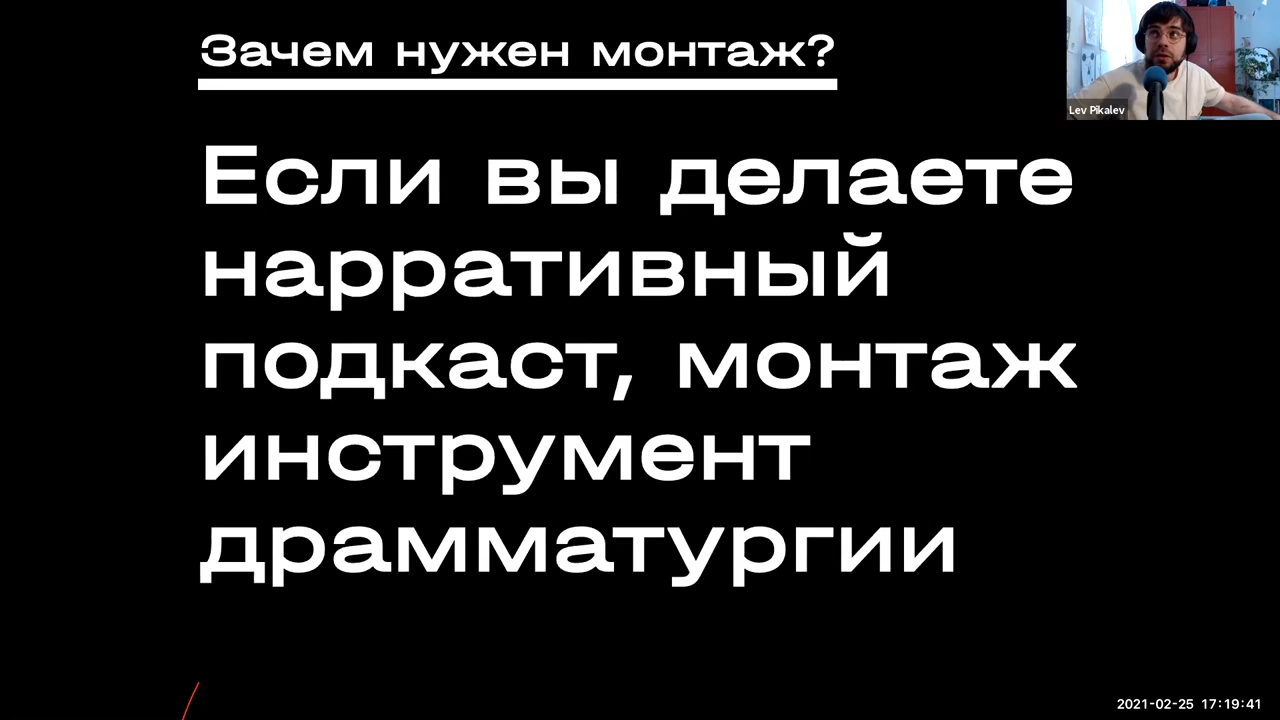 Зачем нужен монтаж?
Lev Pikalev
Если вы делаете
нарративный
подкаст, монтаж
инструмент
драмматургии
2021-02-25 17:19:41